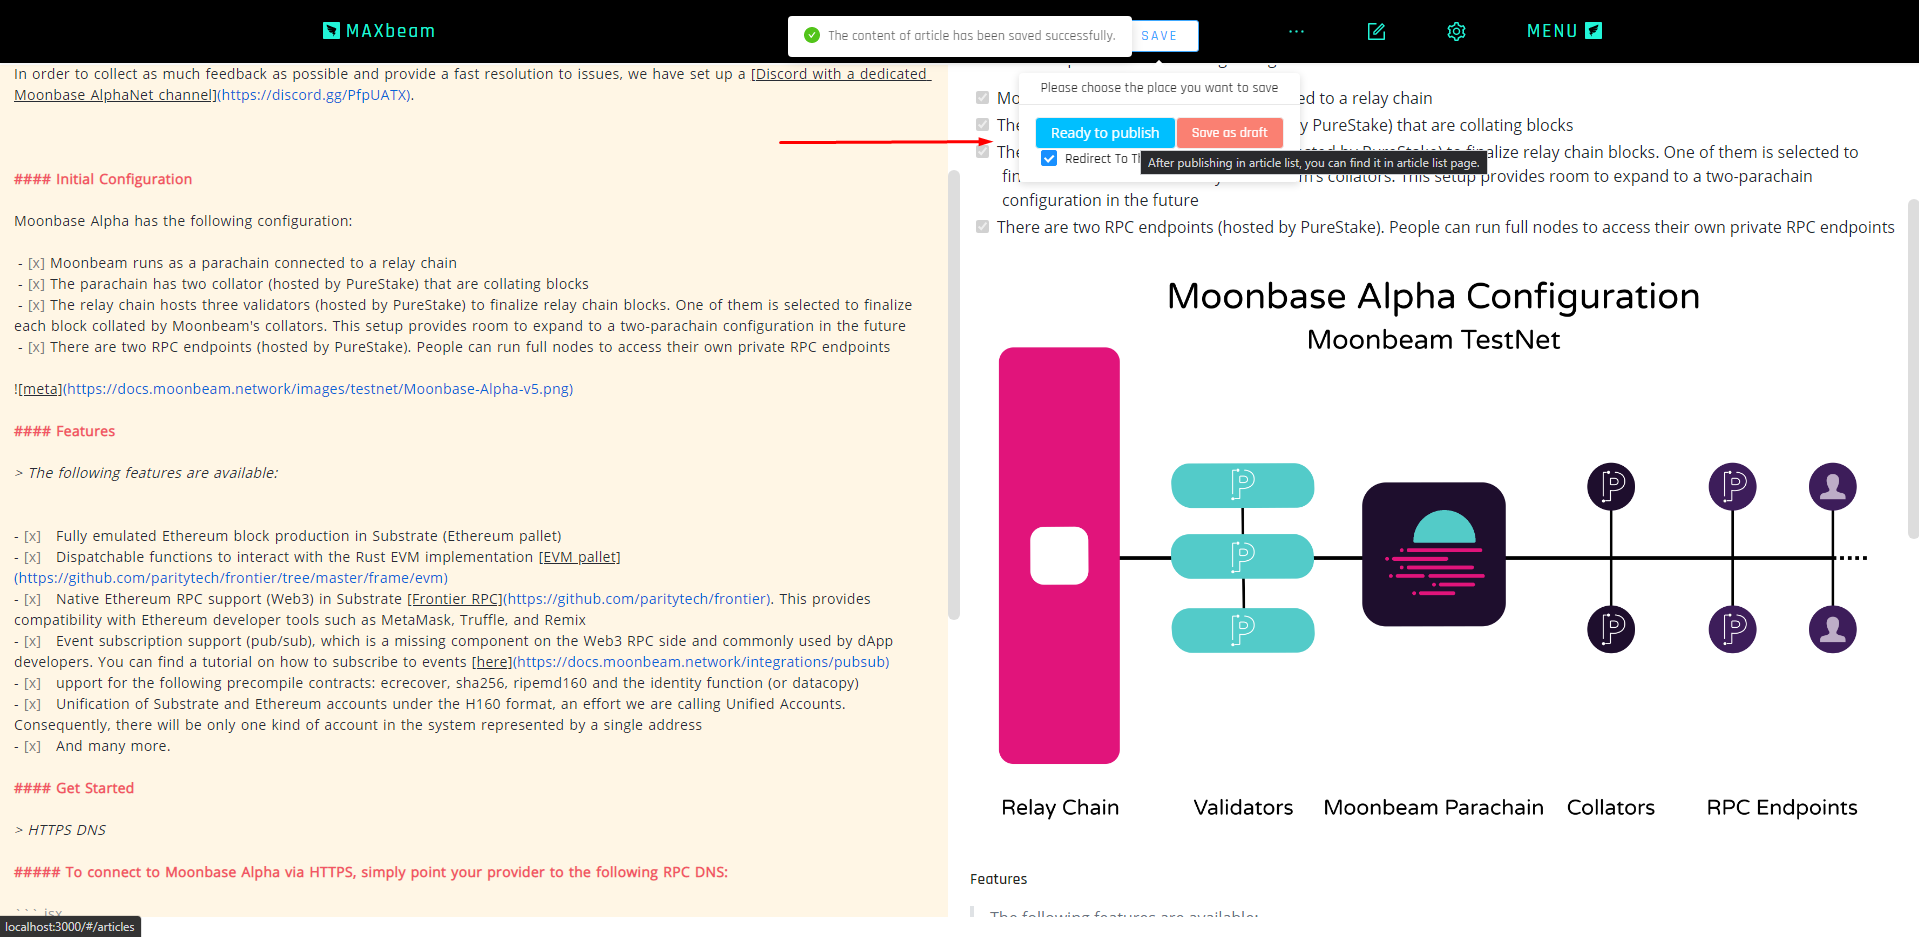 MAXbeam
The content of article has been saved successfully.
SAVE
MENU
Please choose the place you want to save
Ready to publish
Save as draft
Redirect To
After publishing in article list, you can find it in article list page.
In order to collect as much feedback as possible and provide a fast resolution to issues, we have set up a [Discord with a dedicated
Moonbase AlphaNet channel](https://discord.gg/PfpUATX).
#### Initial Configuration
Moonbase Alpha has the following configuration:
- [x] Moonbeam runs as a parachain connected to a relay chain
- [x] The parachain has two collator (hosted by PureStake) that are collating blocks
- [x] The relay chain hosts three validators (hosted by PureStake) to finalize relay chain blocks. One of them is selected to finalize
each block collated by Moonbeam's collators. This setup provides room to expand to a two-parachain configuration in the future
- [x] There are two RPC endpoints (hosted by PureStake). People can run full nodes to access their own private RPC endpoints
![meta](https://docs.moonbeam.network/images/testnet/Moonbase-Alpha-v5.png)
#### Features
> The following features are available:
- [x] Fully emulated Ethereum block production in Substrate (Ethereum pallet)
- [x] Dispatchable functions to interact with the Rust EVM implementation [EVM pallet]
(https://github.com/paritytech/frontier/tree/master/frame/evm)
- [x] Native Ethereum RPC support (Web3) in Substrate [Frontier RPC](https://github.com/paritytech/frontier). This provides
compatibility with Ethereum developer tools such as MetaMask, Truffle, and Remix
- [x] Event subscription support (pub/sub), which is a missing component on the Web3 RPC side and commonly used by dApp
developers. You can find a tutorial on how to subscribe to events [here](https://docs.moonbeam.network/integrations/pubsub)
- [x] upport for the following precompile contracts: ecrecover, sha256, ripemd160 and the identity function (or datacopy)
- [x] Unification of Substrate and Ethereum accounts under the H160 format, an effort we are calling Unified Accounts.
Consequently, there will be only one kind of account in the system represented by a single address
- [x] And many more.
#### Get Started
> HTTPS DNS
##### To connect to Moonbase Alpha via HTTPS, simply point your provider to the following RPC DNS:
``` jsx
localhost:3000/#/articles
to a relay chain
PureStake) that are collating blocks
relay chain blocks. One of them is selected to
collators. This setup provides room to expand to a two-parachain
configuration in the future
There are two RPC endpoints (hosted by PureStake). People can run full nodes to access their own private RPC endpoints
Moonbase Alpha Configuration
Moonbeam TestNet
Relay Chain
Validators
Moonbeam Parachain
Collators
RPC Endpoints
Features
The following features are available: